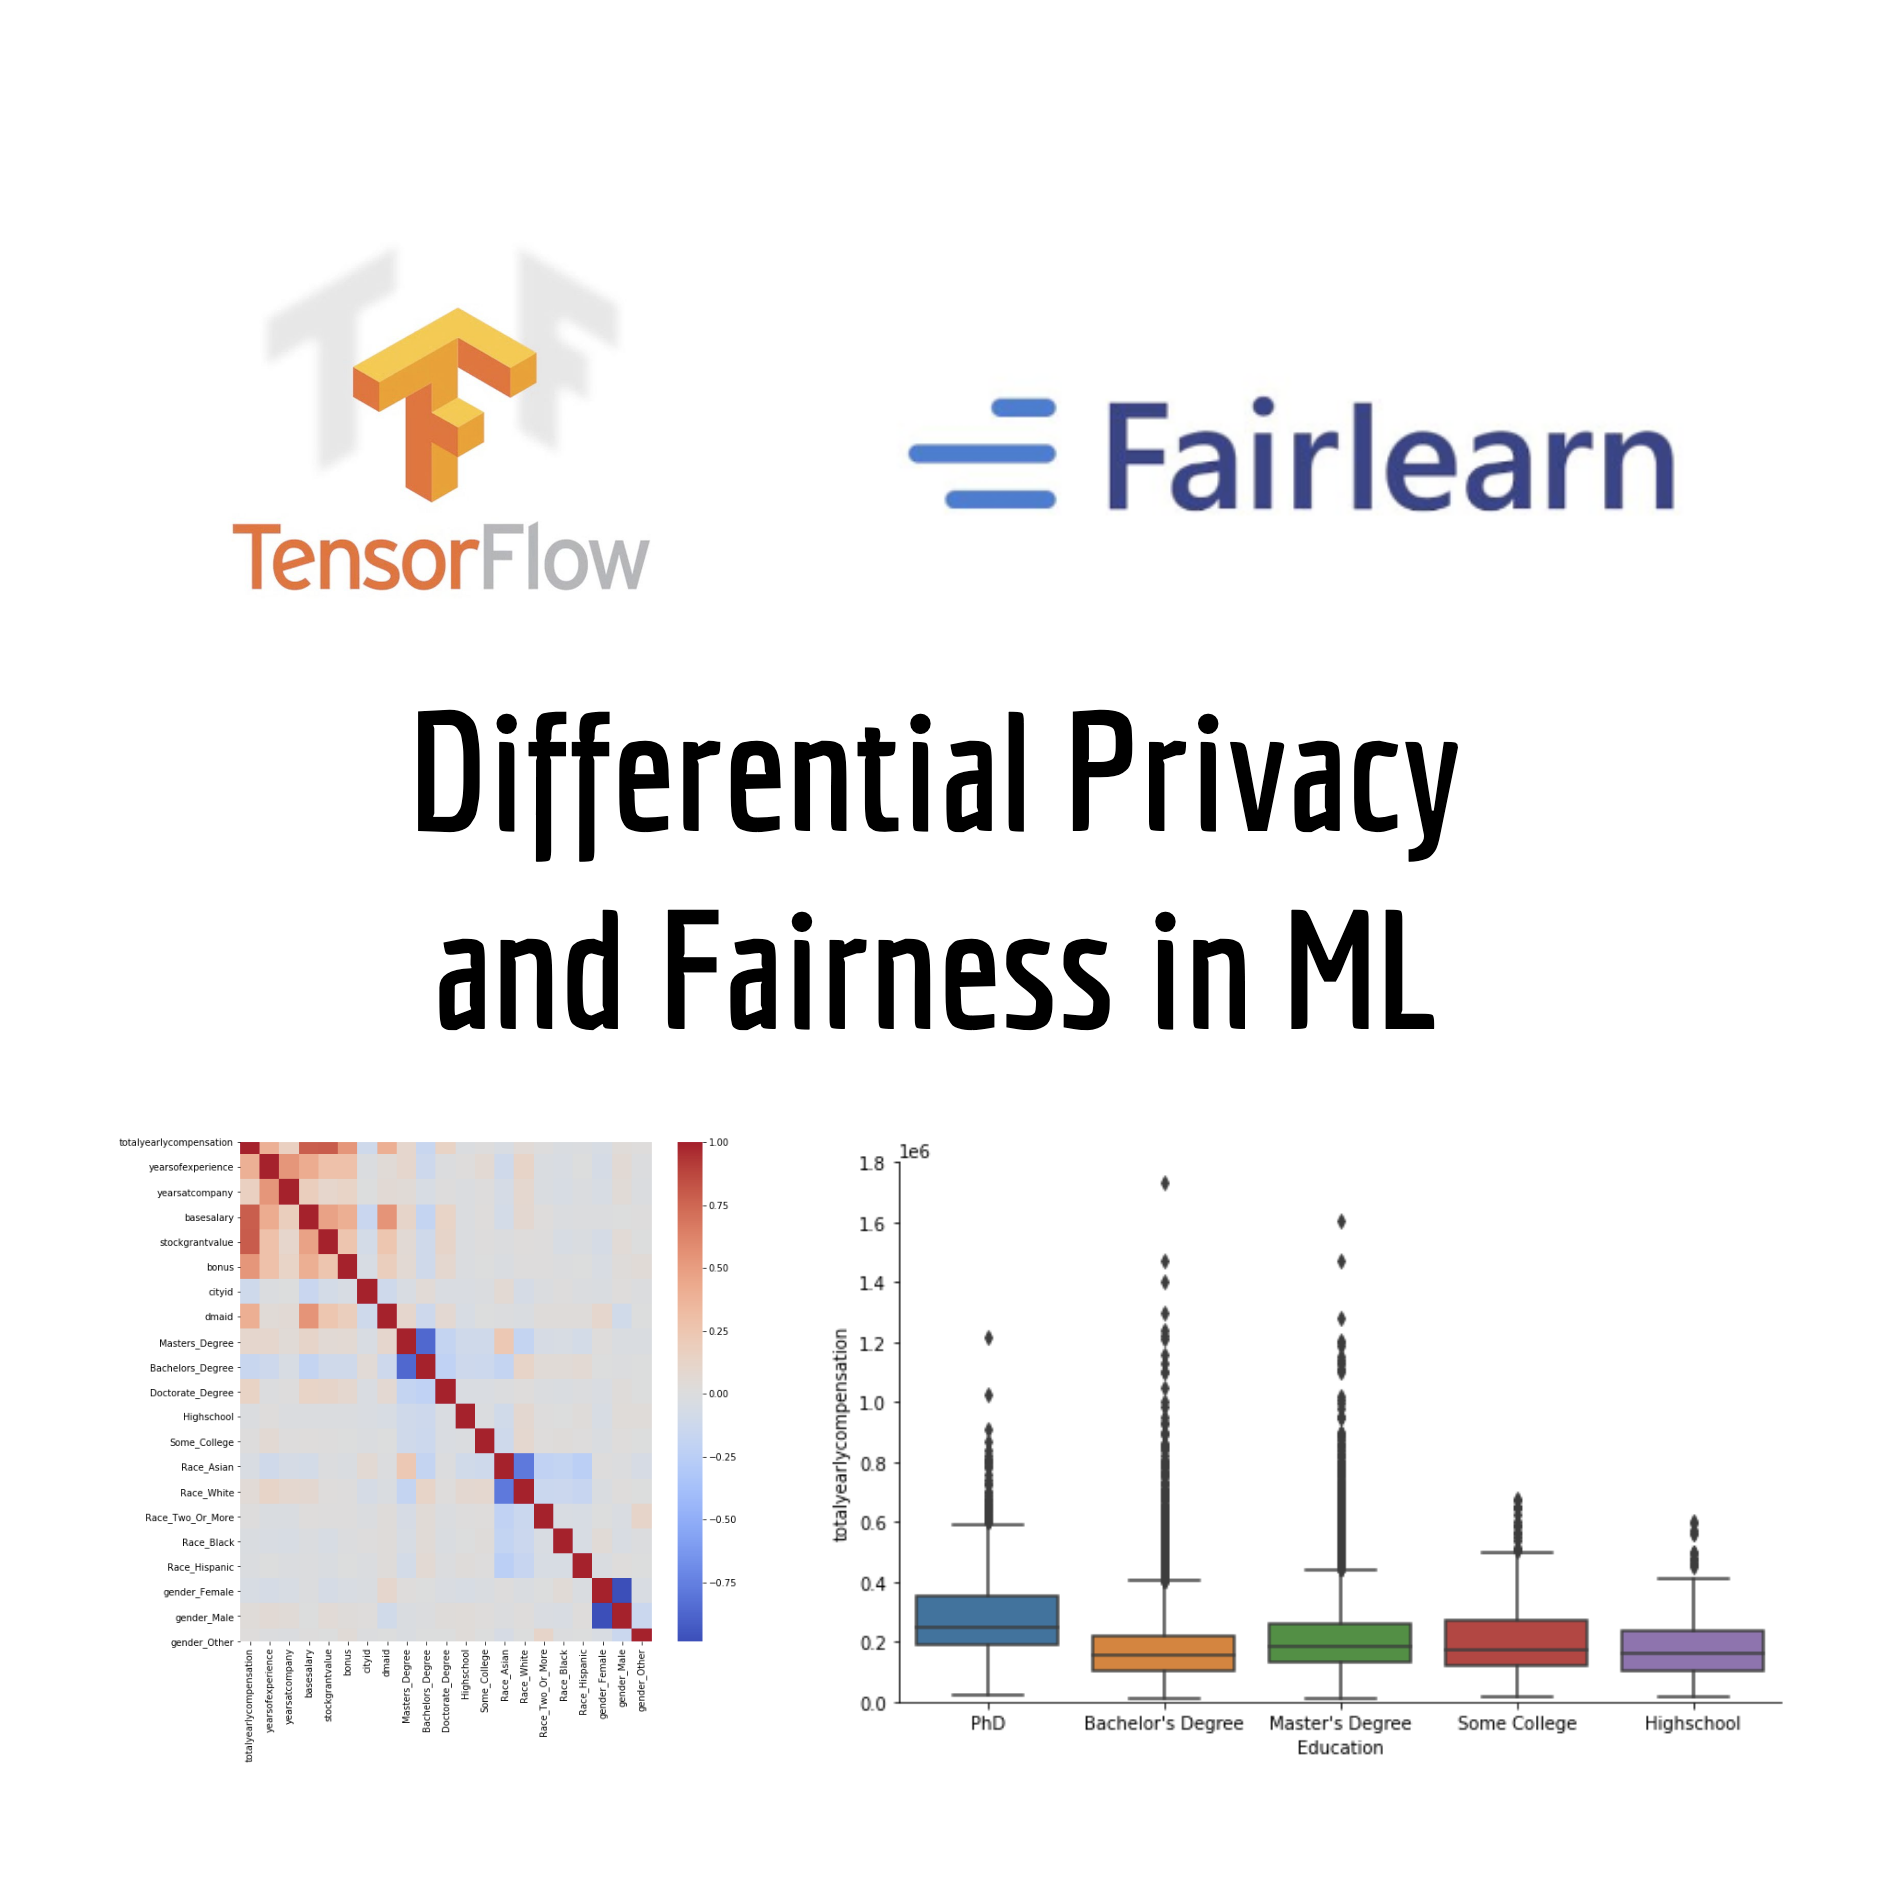 TensorFlow
Fairlearn
Differential Privacy
and Fairness in ML
totalyearlycompensation
yearsofexperience
yearsatcompany
basesalary
stockgrantvalue
bonus
cityid
dmaid
Masters_Degree
Bachelors_Degree
Doctorate_Degree
Highschool
Some_College
Race_Asian
Race_White
Race_Two_Or_More
Race_Black
Race_Hispanic
gender_Female
gender_Male
gender_Other
totalyearlycompensation
yearsofexperience
yearsatcompany
basesalary
stockgrantvalue
bonus
cityid
dmaid
Masters_Degree
Bachelors_Degree
Doctorate_Degree
Highschool
Some_College
Race_Asian
Race_White
Race_Two_Or_More
Race_Black
Race_Hispanic
gender_Female
gender_Male
gender_Other
1.00
0.75
0.50
0.25
0.00
−0.25
−0.50
−0.75
1e6
1.8
1.6
1.4
1.2
1.0
0.8
0.6
0.4
0.2
0.0
totalyearlycompensation
PhD Bachelor's Degree Master's Degree Some College Highschool
Education